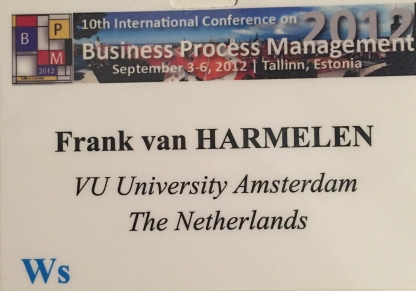 B P
M
2012
10th International Conference on
2012
Business Process Management
September 3-6, 2012 | Tallinn, Estonia
Frank van HARMELEN
VU University Amsterdam
The Netherlands
Ws